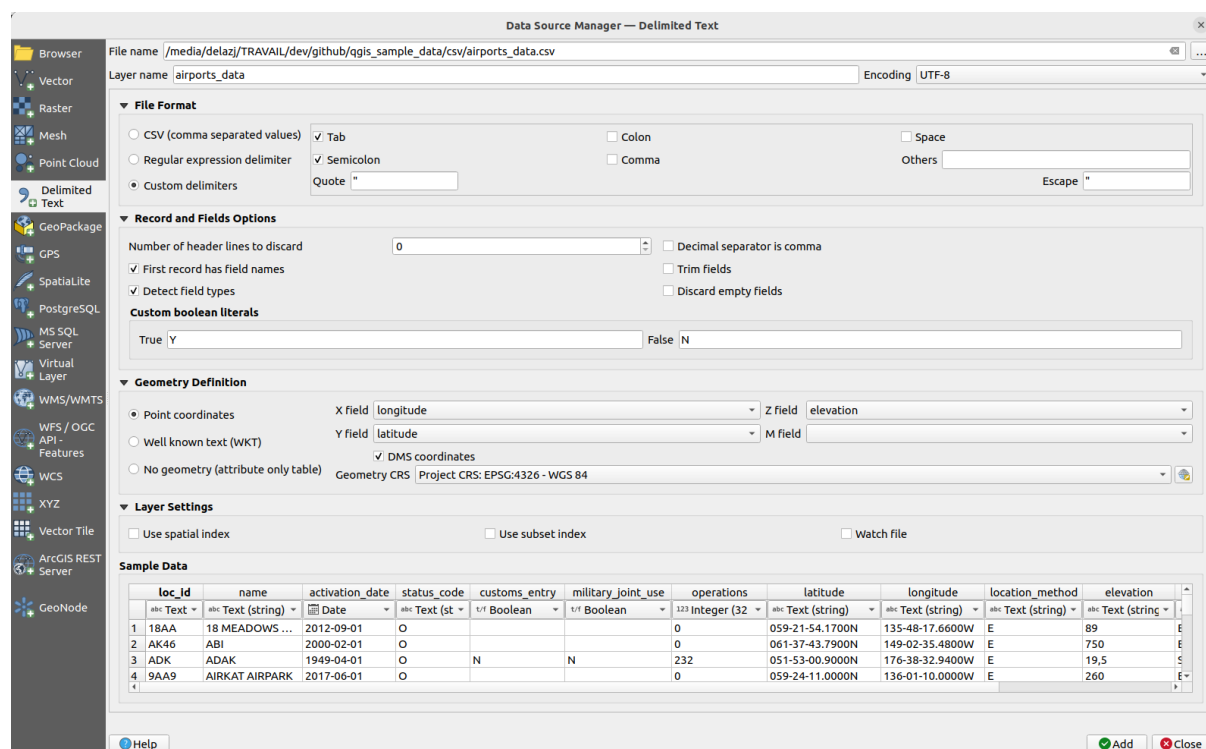 Data Source Manager — Delimited Text
Browser
Vector
Raster
Mesh
Point Cloud
Delimited
Text
GeoPackage
GPS
SpatiaLite
PostgreSQL
MS SQL
Server
Virtual
Layer
WMS/WMTS
WFS / OGC
API -
Features
WCS
XYZ
Vector Tile
ArcGIS REST
Server
GeoNode
File name /media/delazj/TRAVAIL/dev/github/qgis_sample_data/csv/airports_data.csv ...
Layer name airports_data Encoding UTF-8
File Format
CSV (comma separated values) Tab Colon Space
Regular expression delimiter Semicolon Comma Others
Custom delimiters Quote " Escape "
Record and Fields Options
Number of header lines to discard 0 Decimal separator is comma
First record has field names Trim fields
Detect field types Discard empty fields
Custom boolean literals
True Y False N
Geometry Definition
Point coordinates X field longitude Z field elevation
Well known text (WKT) Y field latitude M field
DMS coordinates
No geometry (attribute only table) Geometry CRS Project CRS: EPSG:4326 - WGS 84
Layer Settings
Use spatial index Use subset index Watch file
Sample Data
loc_id name activation_date status_code customs_entry military_joint_use operations latitude longitude location_method elevation
abc Text abc Text (string) Date abc Text (st t/f Boolean t/f Boolean 123 Integer (32 abc Text (string) abc Text (string) abc Text (string) abc Text (string
1 18AA 18 MEADOWS ... 2012-09-01 O 0 059-21-54.1700N 135-48-17.6600W E 89
2 AK46 ABI 2000-02-01 O 0 061-37-43.7900N 149-02-35.4800W E 750
3 ADK ADAK 1949-04-01 O N N 232 051-53-00.9000N 176-38-32.9400W E 19,5
4 9AA9 AIRKAT AIRPARK 2017-06-01 O 0 059-24-11.0000N 136-01-10.0000W E 260
Help Add Close